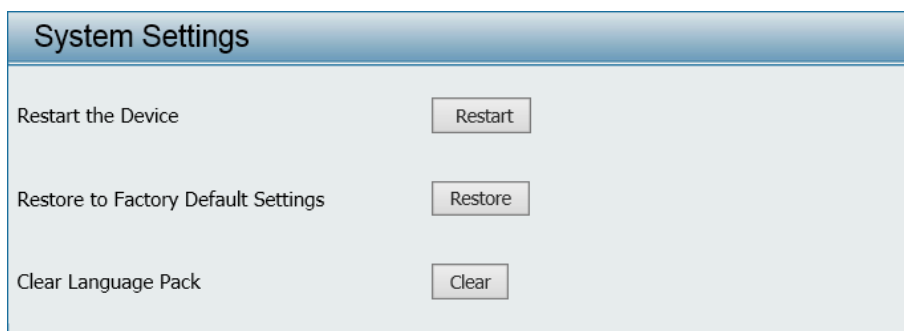 System Settings
Restart the Device Restart
Restore to Factory Default Settings Restore
Clear Language Pack Clear